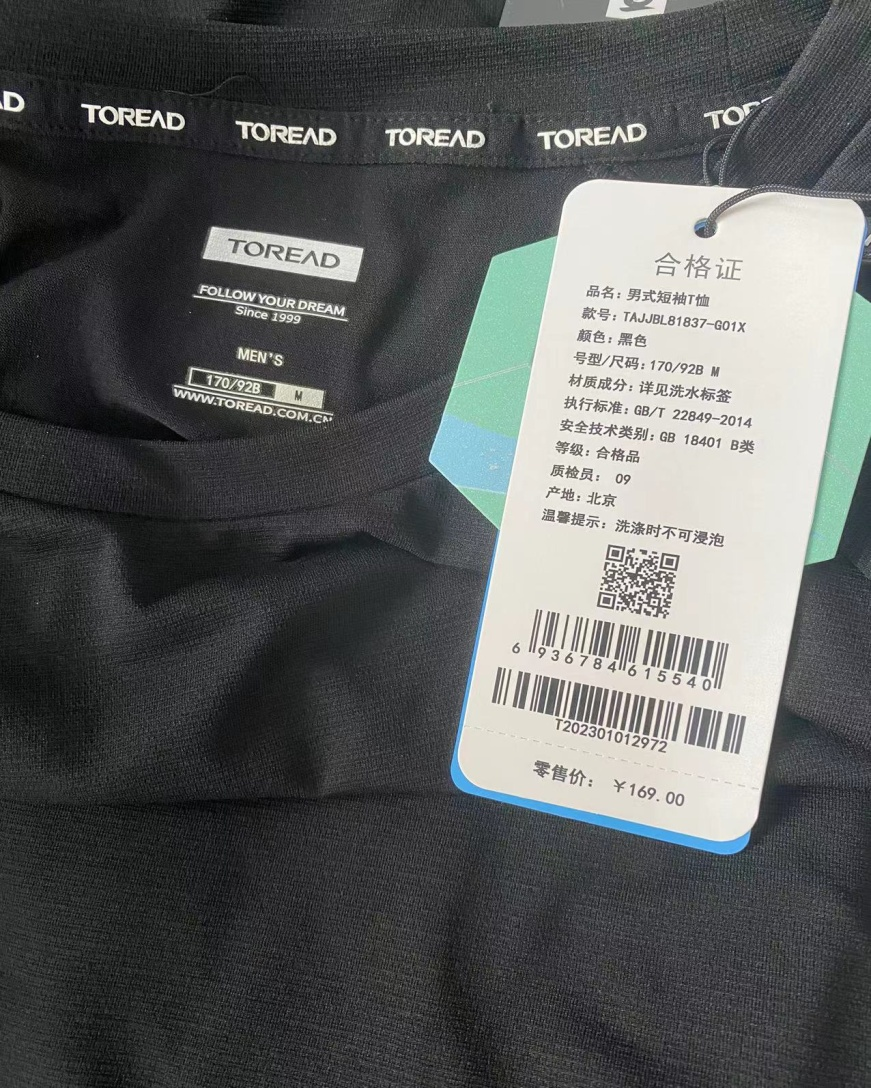 TOREAD
TOREAD
TOREAD
TOREAD
TOREAD
FOLLOW YOUR DREAM
Since 1999
MEN'S
170/92B M
WWW.TOREAD.COM.CN
合格证
品名: 男式短袖T恤
款号: TAJJBL81837-G01X
颜色: 黑色
号型/尺码: 170/92B M
材质成分: 详见洗水标签
执行标准: GB/T 22849-2014
安全技术类别: GB 18401 B类
等级: 合格品
质检员: 09
产地: 北京
温馨提示: 洗涤时不可浸泡
6 936784 615540
T202301012972
零售价: ￥169.00